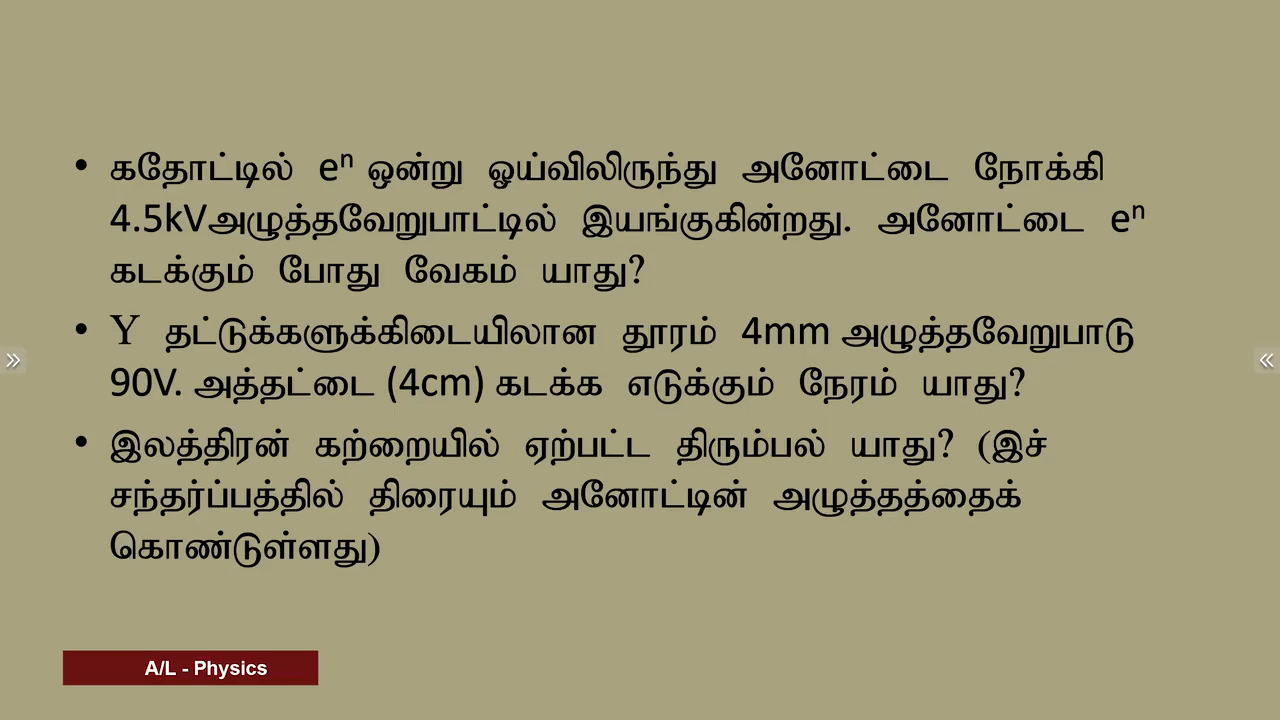 • கதோட்டில் eⁿ ஒன்று ஓய்விலிருந்து அனோட்டை நோக்கி
4.5kVஅழுத்தவேறுபாட்டில் இயங்குகின்றது. அனோட்டை eⁿ
கடக்கும் போது வேகம் யாது?
• Y தட்டுக்களுக்கிடையிலான தூரம் 4mm அழுத்தவேறுபாடு
90V. அத்தட்டை (4cm) கடக்க எடுக்கும் நேரம் யாது?
• இலத்திரன் கற்றையில் ஏற்பட்ட திரும்பல் யாது? (இச்
சந்தர்ப்பத்தில் திரையும் அனோட்டின் அழுத்தத்தைக்
கொண்டுள்ளது)
A/L - Physics